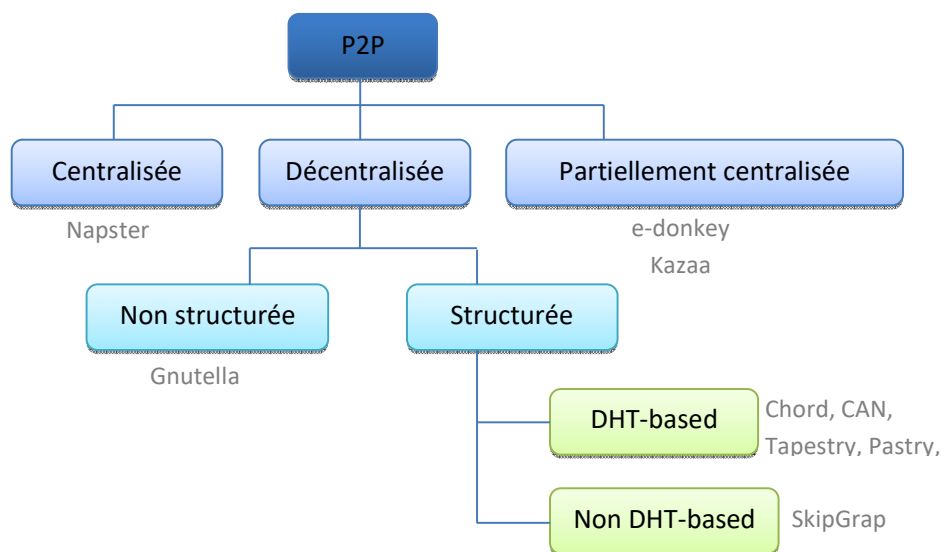 P2P
Centralisée
Décentralisée
Partiellement centralisée
Napster
e-donkey
Kazaa
Non structurée
Structurée
Gnutella
DHT-based
Chord, CAN,
Tapestry, Pastry,
Non DHT-based
SkipGrap